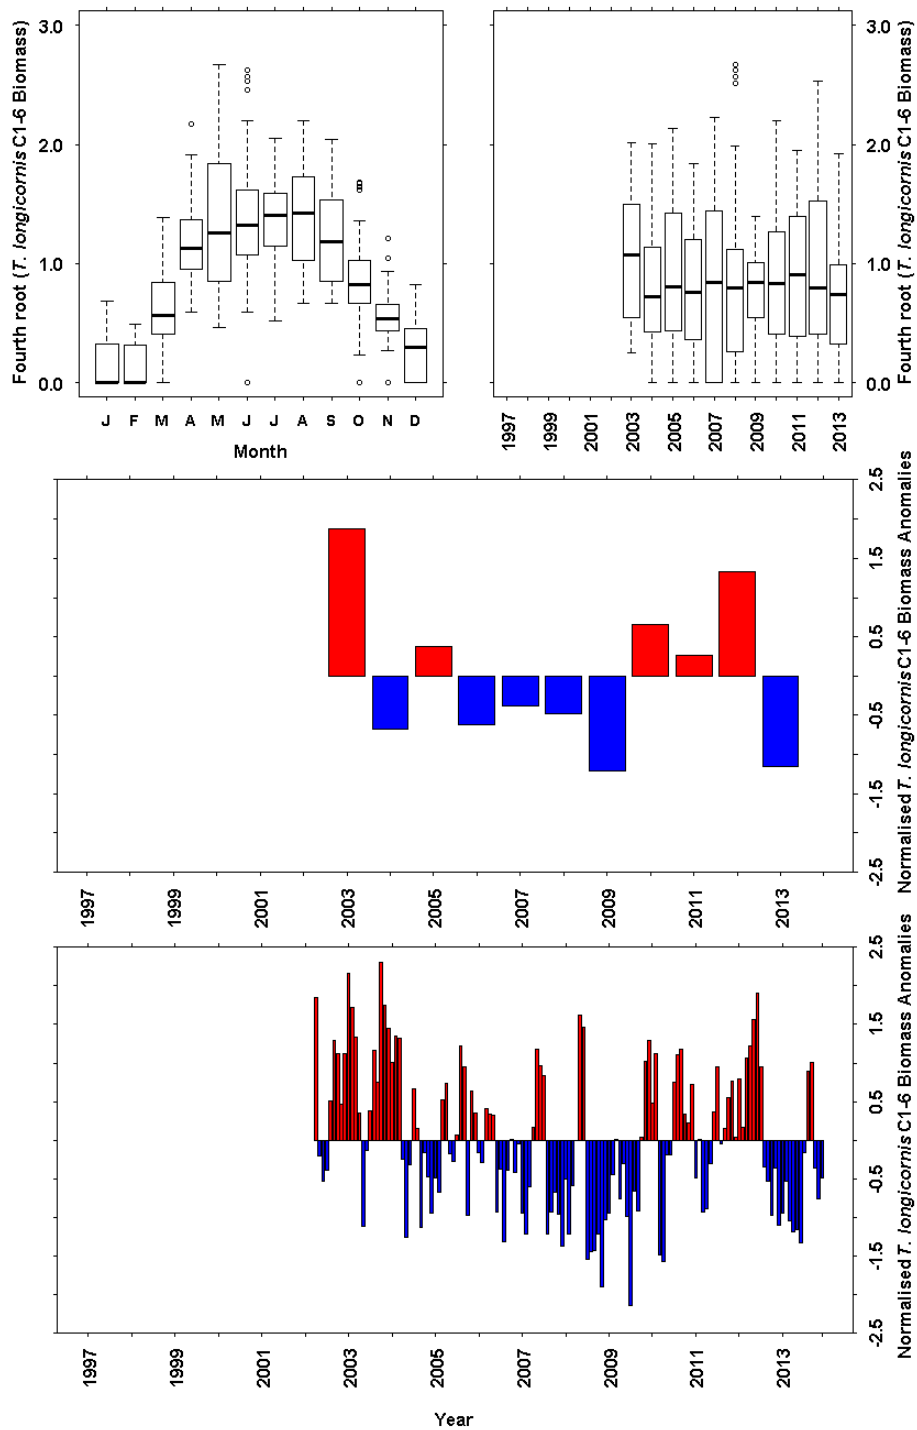 Fourth root (T. longicornis C1-6 Biomass)
3.0
2.0
1.0
0.0
J F M A M J J A S O N D
Month
3.0
2.0
1.0
0.0
Fourth root (T. longicornis C1-6 Biomass)
1997 1999 2001 2003 2005 2007 2009 2011 2013
2.5
1.5
0.5
-0.5
-1.5
-2.5
Normalised T. longicornis C1-6 Biomass Anomalies
1997 1999 2001 2003 2005 2007 2009 2011 2013
2.5
1.5
0.5
-0.5
-1.5
-2.5
Normalised T. longicornis C1-6 Biomass Anomalies
1997 1999 2001 2003 2005 2007 2009 2011 2013
Year